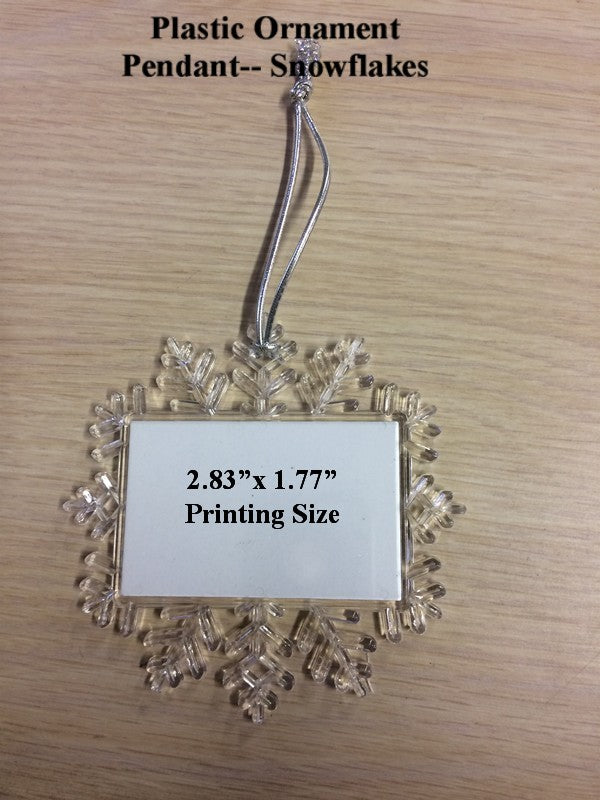 Plastic Ornament
Pendant-- Snowflakes
2.83”x 1.77”
Printing Size